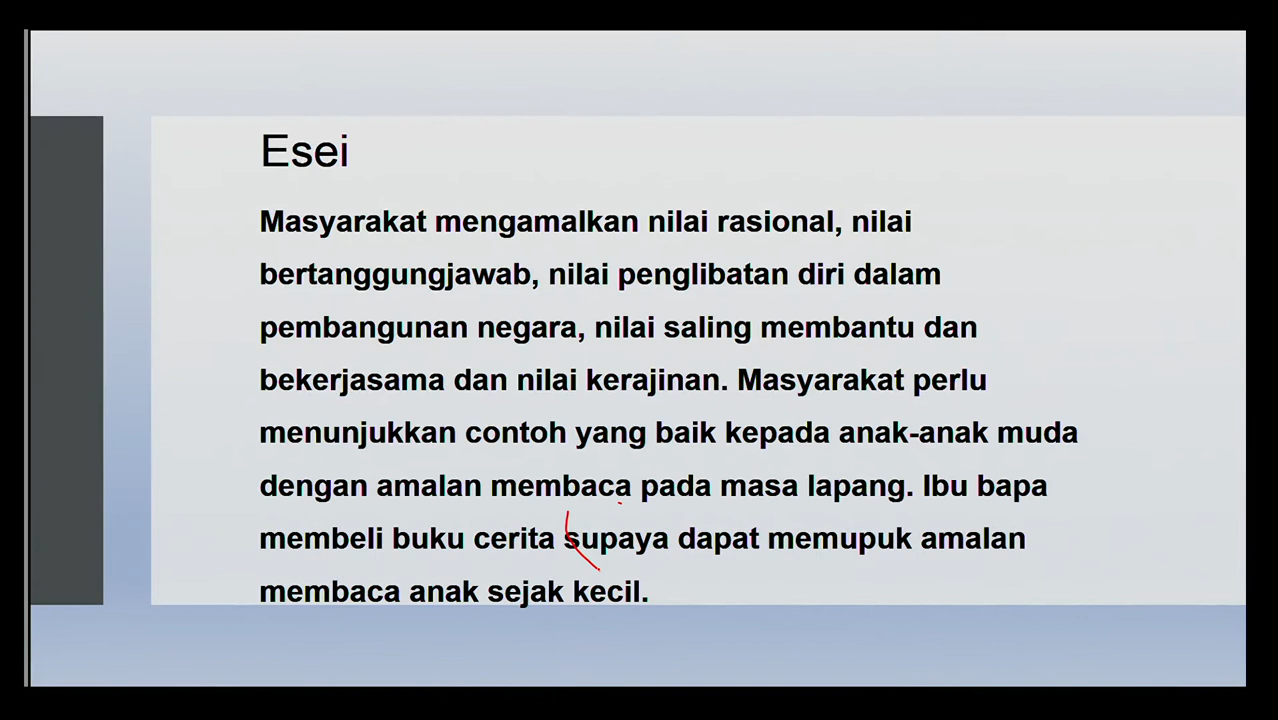 Esei
Masyarakat mengamalkan nilai rasional, nilai
bertanggungjawab, nilai penglibatan diri dalam
pembangunan negara, nilai saling membantu dan
bekerjasama dan nilai kerajinan. Masyarakat perlu
menunjukkan contoh yang baik kepada anak-anak muda
dengan amalan membaca pada masa lapang. Ibu bapa
membeli buku cerita supaya dapat memupuk amalan
membaca anak sejak kecil.